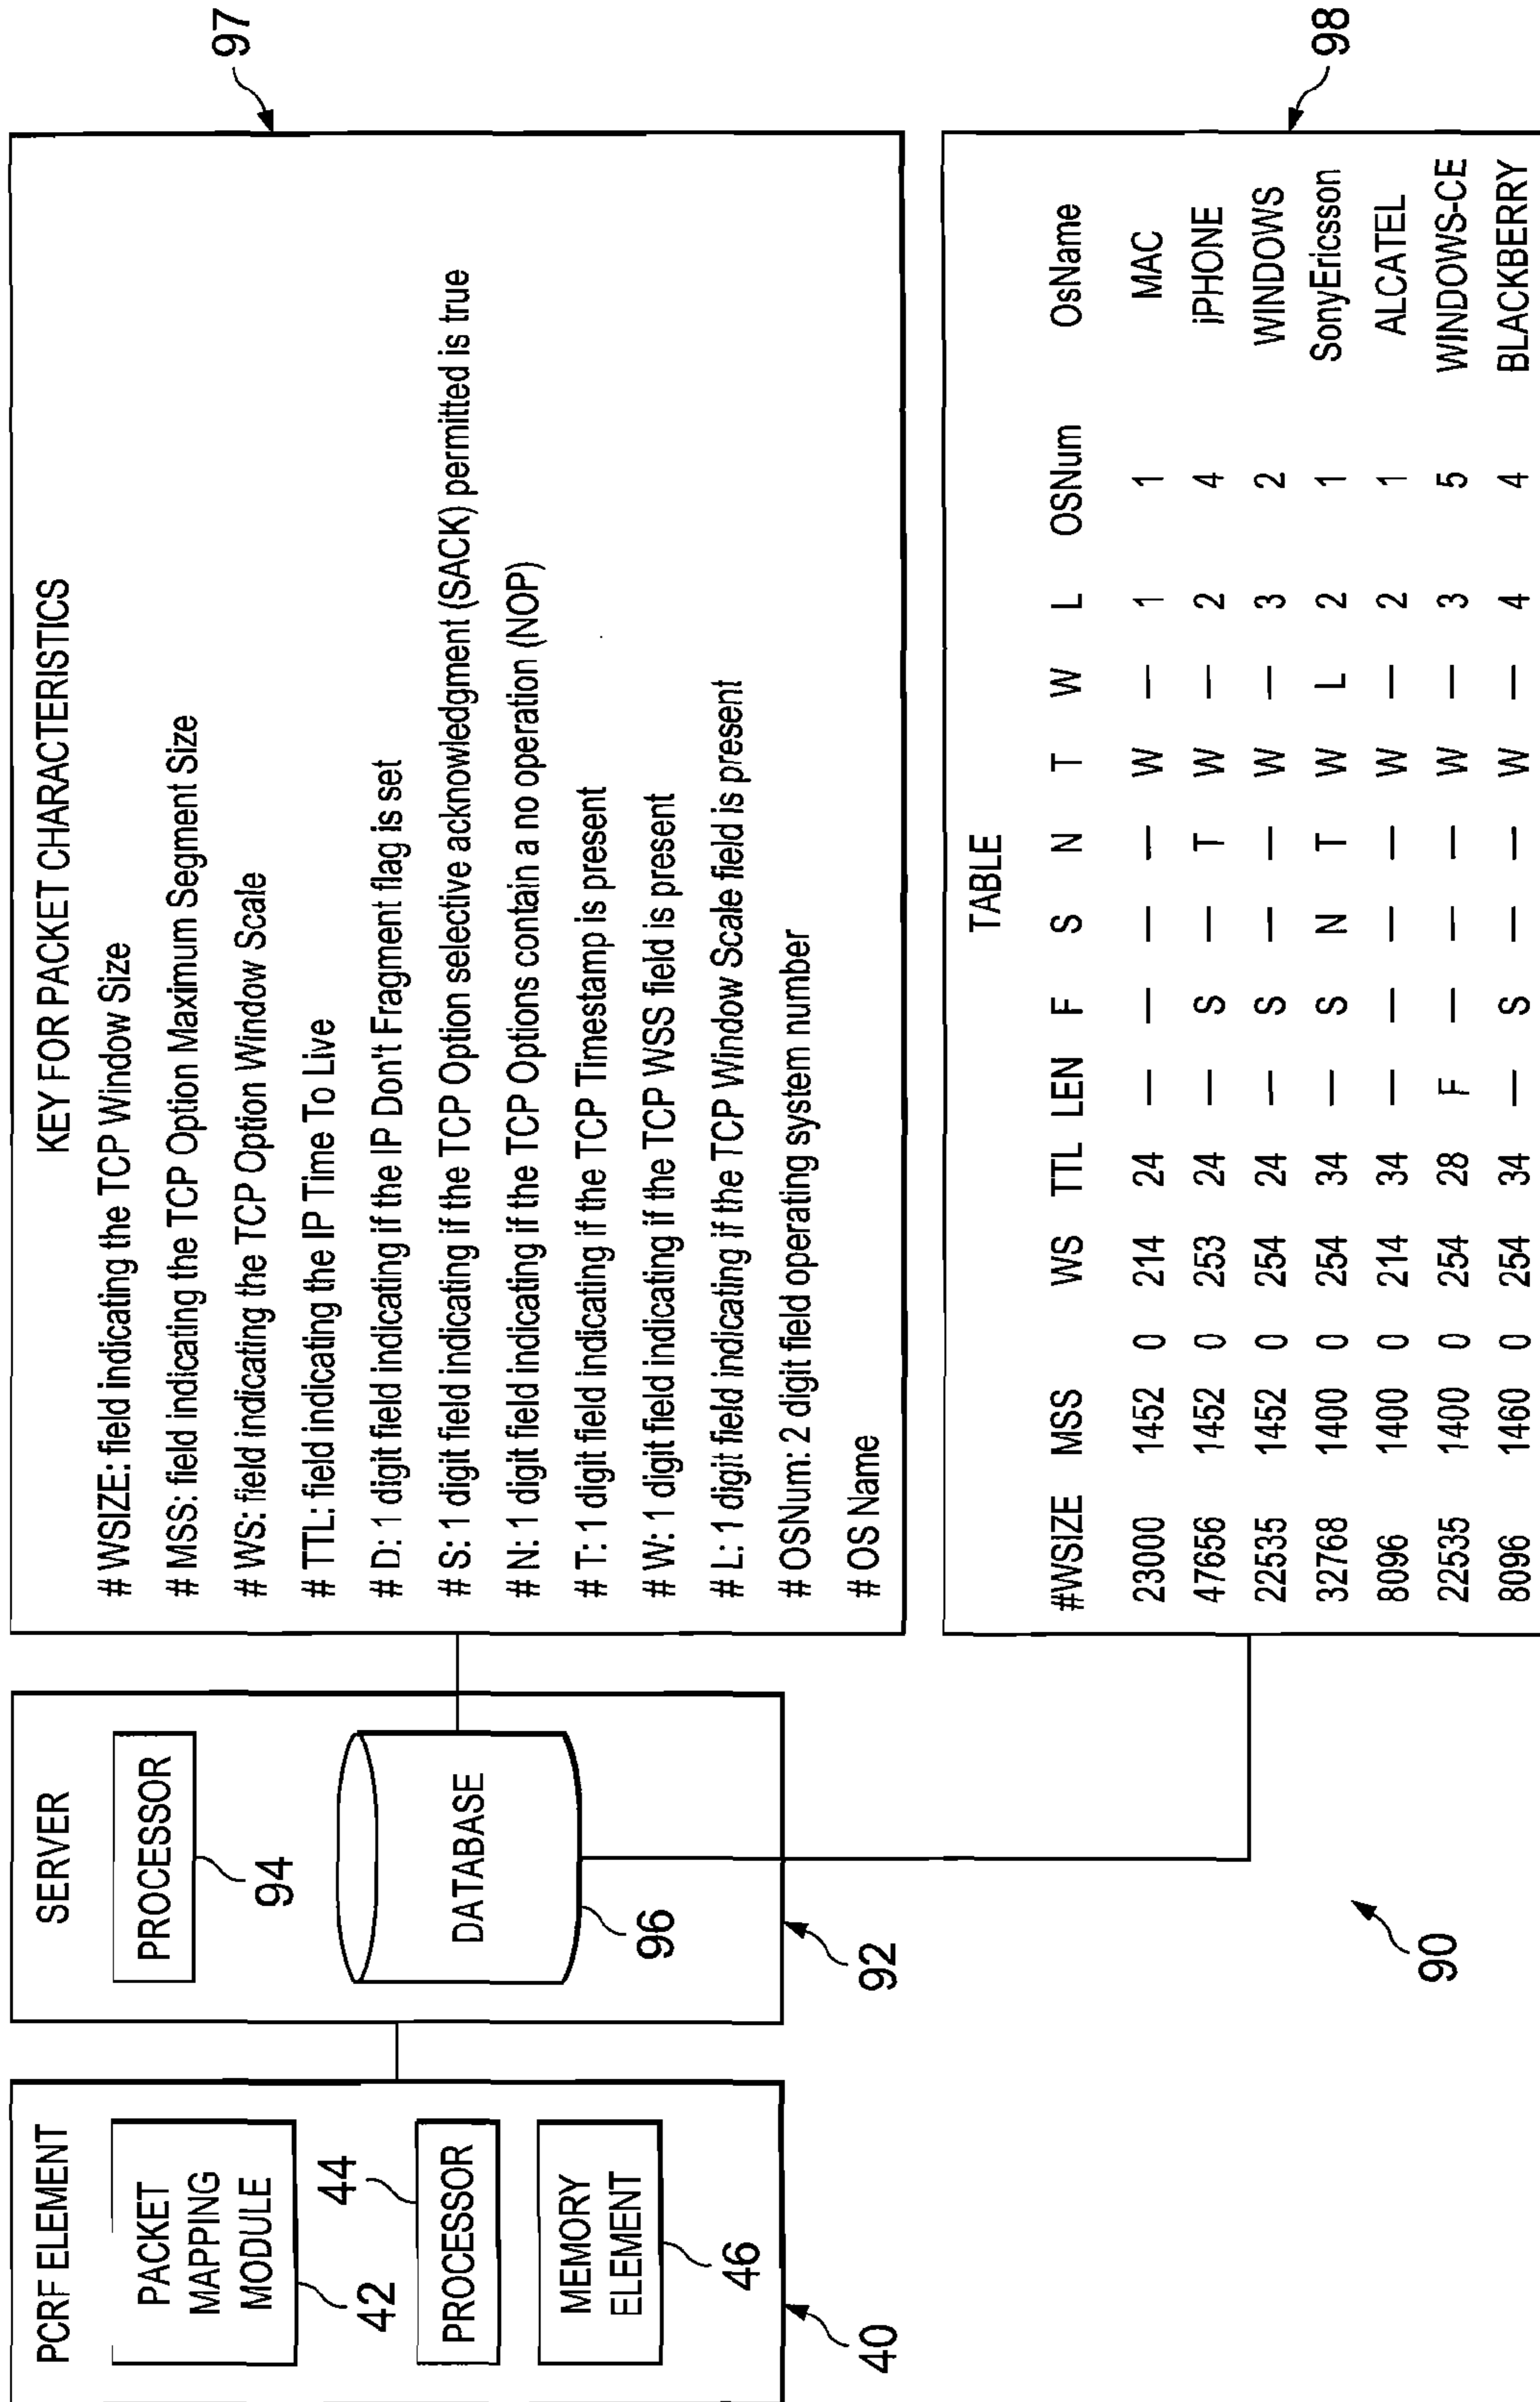 PCRF ELEMENT
PACKET
MAPPING
MODULE
42
44
PROCESSOR
MEMORY
ELEMENT
46
40
SERVER
PROCESSOR
94
DATABASE
96
92
KEY FOR PACKET CHARACTERISTICS
# WSIZE: field indicating the TCP Window Size
# MSS: field indicating the TCP Option Maximum Segment Size
# WS: field indicating the TCP Option Window Scale
# TTL: field indicating the IP Time To Live
# D: 1 digit field indicating if the IP Don't Fragment flag is set
# S: 1 digit field indicating if the TCP Option selective acknowledgment (SACK) permitted is true
# N: 1 digit field indicating if the TCP Options contain a no operation (NOP)
# T: 1 digit field indicating if the TCP Timestamp is present
# W: 1 digit field indicating if the TCP WSS field is present
# L: 1 digit field indicating if the TCP Window Scale field is present
# OSNum: 2 digit field operating system number
# OS Name
97
TABLE
#WSIZE MSS WS TTL LEN F S N T W L OSNum OsName
23000 1452 0 214 24 — — — — W — 1 1 MAC
47656 1452 0 253 24 — S — T W — 2 4 iPHONE
22535 1452 0 254 24 — S — — W — 3 2 WINDOWS
32768 1400 0 254 34 — S N T W L 2 1 SonyEricsson
8096 1400 0 214 34 — — — — W — 2 1 ALCATEL
22535 1400 0 254 28 F — — — W — 3 5 WINDOWS-CE
8096 1460 0 254 34 — S — — W — 4 4 BLACKBERRY
98
90